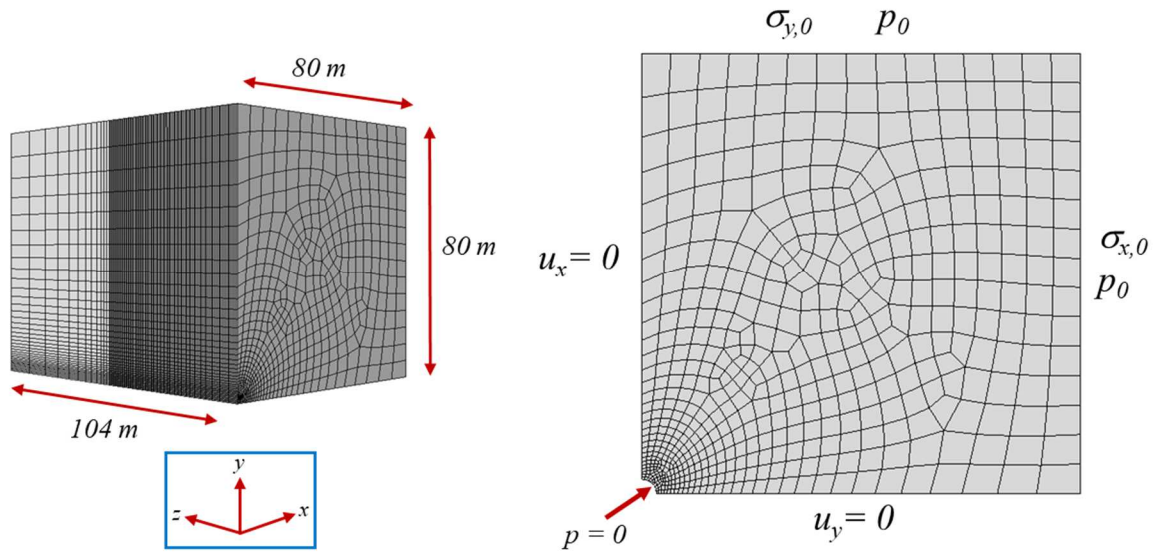 80 m
80 m
104 m
y
z
x
σy,0 p0
ux= 0
σx,0
p0
p = 0
uy= 0